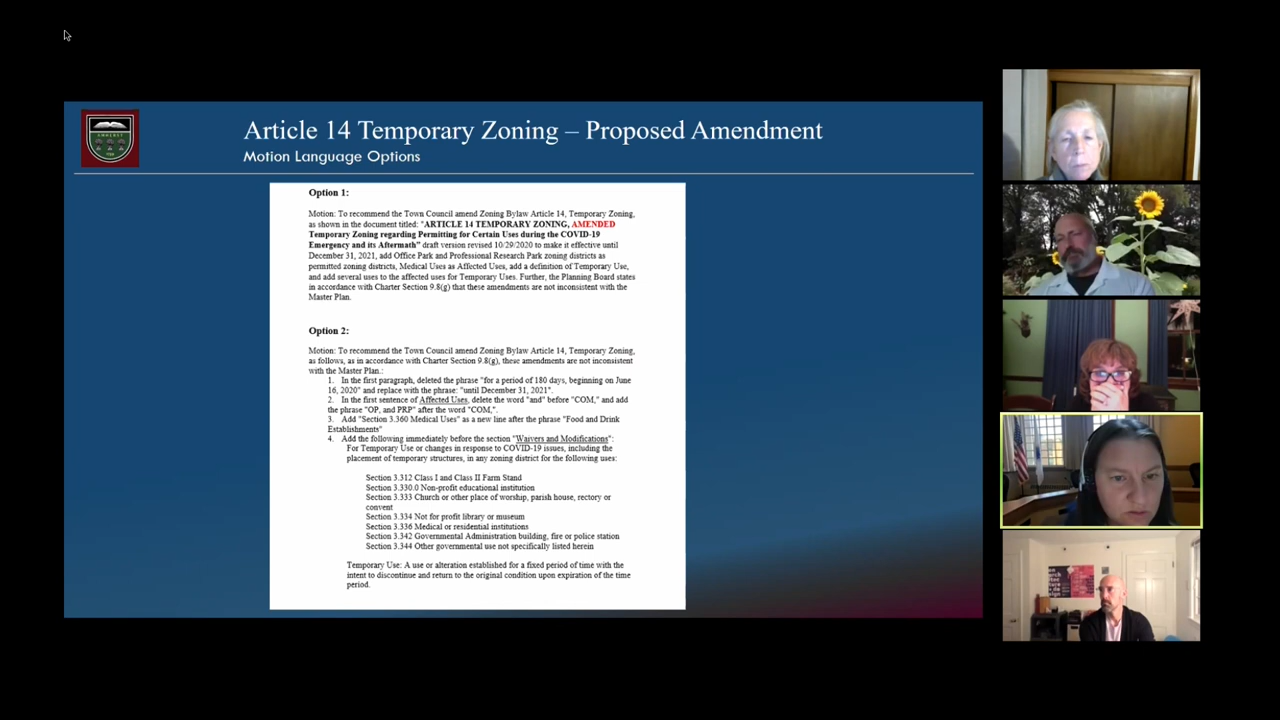 Article 14 Temporary Zoning – Proposed Amendment
Motion Language Options
AMHERST
Option 1:
Motion: To recommend the Town Council amend Zoning Bylaw Article 14, Temporary Zoning,
as shown in the document titled: "ARTICLE 14 TEMPORARY ZONING, AMENDED
Temporary Zoning regarding Permitting for Certain Uses during the COVID-19
Emergency and its Aftermath" draft version revised 10/29/2020 to make it effective until
December 31, 2021, add Office Park and Professional Research Park zoning districts as
permitted zoning districts, Medical Uses as Affected Uses, add a definition of Temporary Use,
and add several uses to the affected uses for Temporary Uses. Further, the Planning Board states
in accordance with Charter Section 9.8(g) that these amendments are not inconsistent with the
Master Plan.
Option 2:
Motion: To recommend the Town Council amend Zoning Bylaw Article 14, Temporary Zoning,
as follows, as in accordance with Charter Section 9.8(g), these amendments are not inconsistent
with the Master Plan.:
1. In the first paragraph, deleted the phrase "for a period of 180 days, beginning on June
16, 2020" and replace with the phrase: "until December 31, 2021".
2. In the first sentence of Affected Uses, delete the word "and" before "COM," and add
the phrase "OP, and PRP" after the word "COM,".
3. Add "Section 3.360 Medical Uses" as a new line after the phrase "Food and Drink
Establishments"
4. Add the following immediately before the section "Waivers and Modifications":
For Temporary Use or changes in response to COVID-19 issues, including the
placement of temporary structures, in any zoning district for the following uses:
Section 3.312 Class I and Class II Farm Stand
Section 3.330.0 Non-profit educational institution
Section 3.333 Church or other place of worship, parish house, rectory or
convent
Section 3.334 Not for profit library or museum
Section 3.336 Medical or residential institutions
Section 3.342 Governmental Administration building, fire or police station
Section 3.344 Other governmental use not specifically listed herein
Temporary Use: A use or alteration established for a fixed period of time with the
intent to discontinue and return to the original condition upon expiration of the time
period.